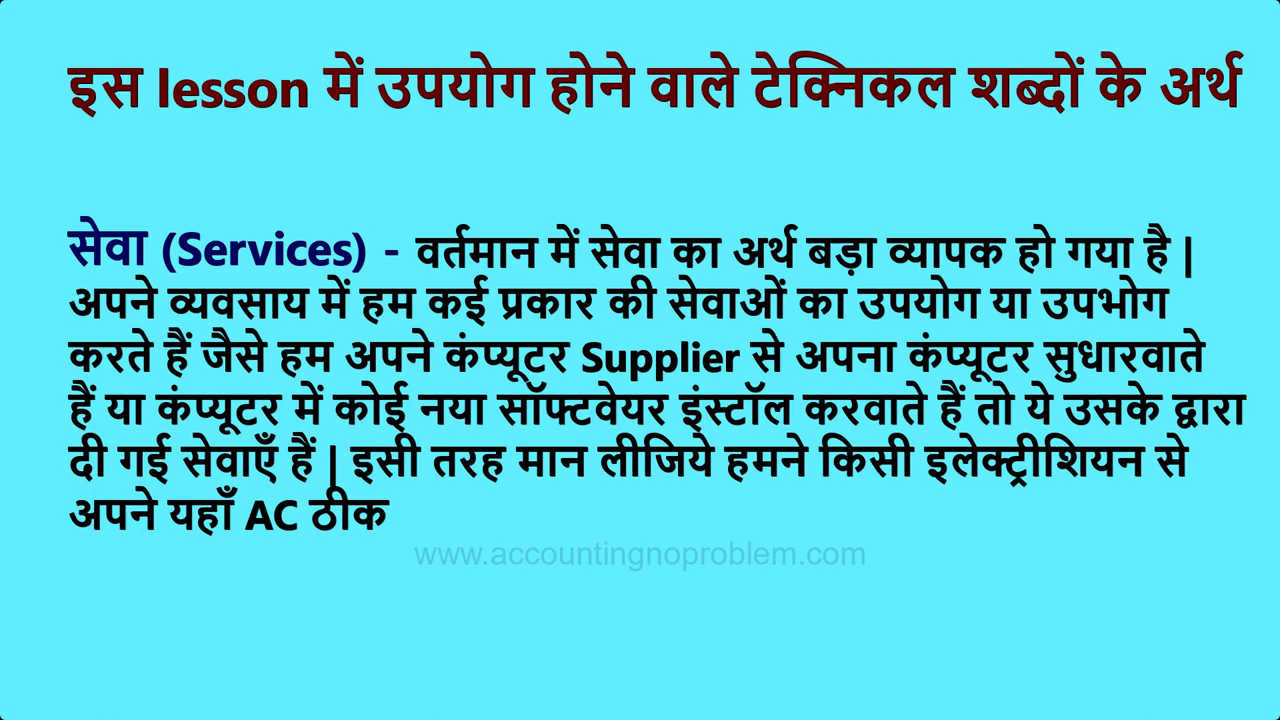 इस lesson में उपयोग होने वाले टेक्निकल शब्दों के अर्थ
सेवा (Services) - वर्तमान में सेवा का अर्थ बड़ा व्यापक हो गया है |
अपने व्यवसाय में हम कई प्रकार की सेवाओं का उपयोग या उपभोग
करते हैं जैसे हम अपने कंप्यूटर Supplier से अपना कंप्यूटर सुधारवाते
हैं या कंप्यूटर में कोई नया सॉफ्टवेयर इंस्टॉल करवाते हैं तो ये उसके द्वारा
दी गई सेवाएँ हैं | इसी तरह मान लीजिये हमने किसी इलेक्ट्रीशियन से
अपने यहाँ AC ठीक
www.accountingnoproblem.com